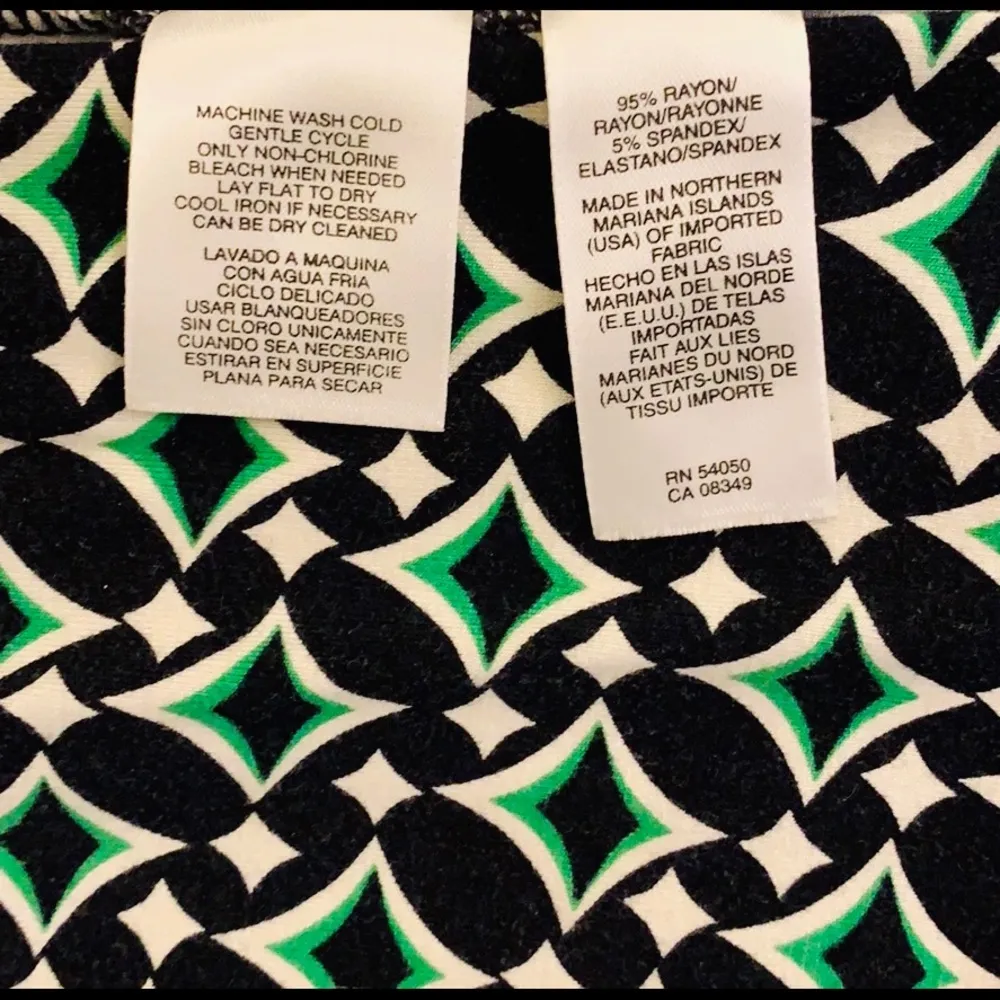 MACHINE WASH COLD
GENTLE CYCLE
ONLY NON-CHLORINE
BLEACH WHEN NEEDED
LAY FLAT TO DRY
COOL IRON IF NECESSARY
CAN BE DRY CLEANED
LAVADO A MAQUINA
CON AGUA FRIA
CICLO DELICADO
USAR BLANQUEADORES
SIN CLORO UNICAMENTE
CUANDO SEA NECESARIO
ESTIRAR EN SUPERFICIE
PLANA PARA SECAR
95% RAYON/
RAYON/RAYONNE
5% SPANDEX/
ELASTANO/SPANDEX
MADE IN NORTHERN
MARIANA ISLANDS
(USA) OF IMPORTED
FABRIC
HECHO EN LAS ISLAS
MARIANA DEL NORDE
(E.E.U.U.) DE TELAS
IMPORTADAS
FAIT AUX LIES
MARIANES DU NORD
(AUX ETATS-UNIS) DE
TISSU IMPORTE
RN 54050
CA 08349